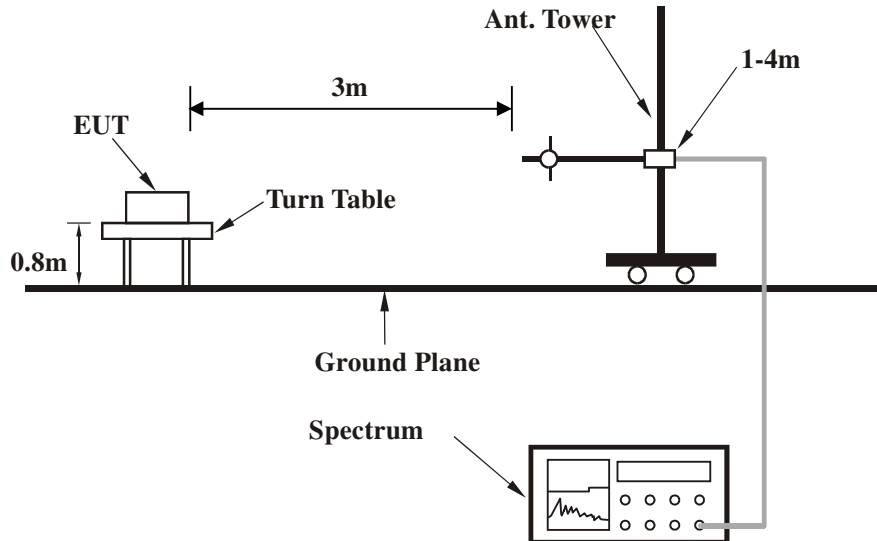 Ant. Tower
1-4m
3m
EUT
Turn Table
0.8m
Ground Plane
Spectrum